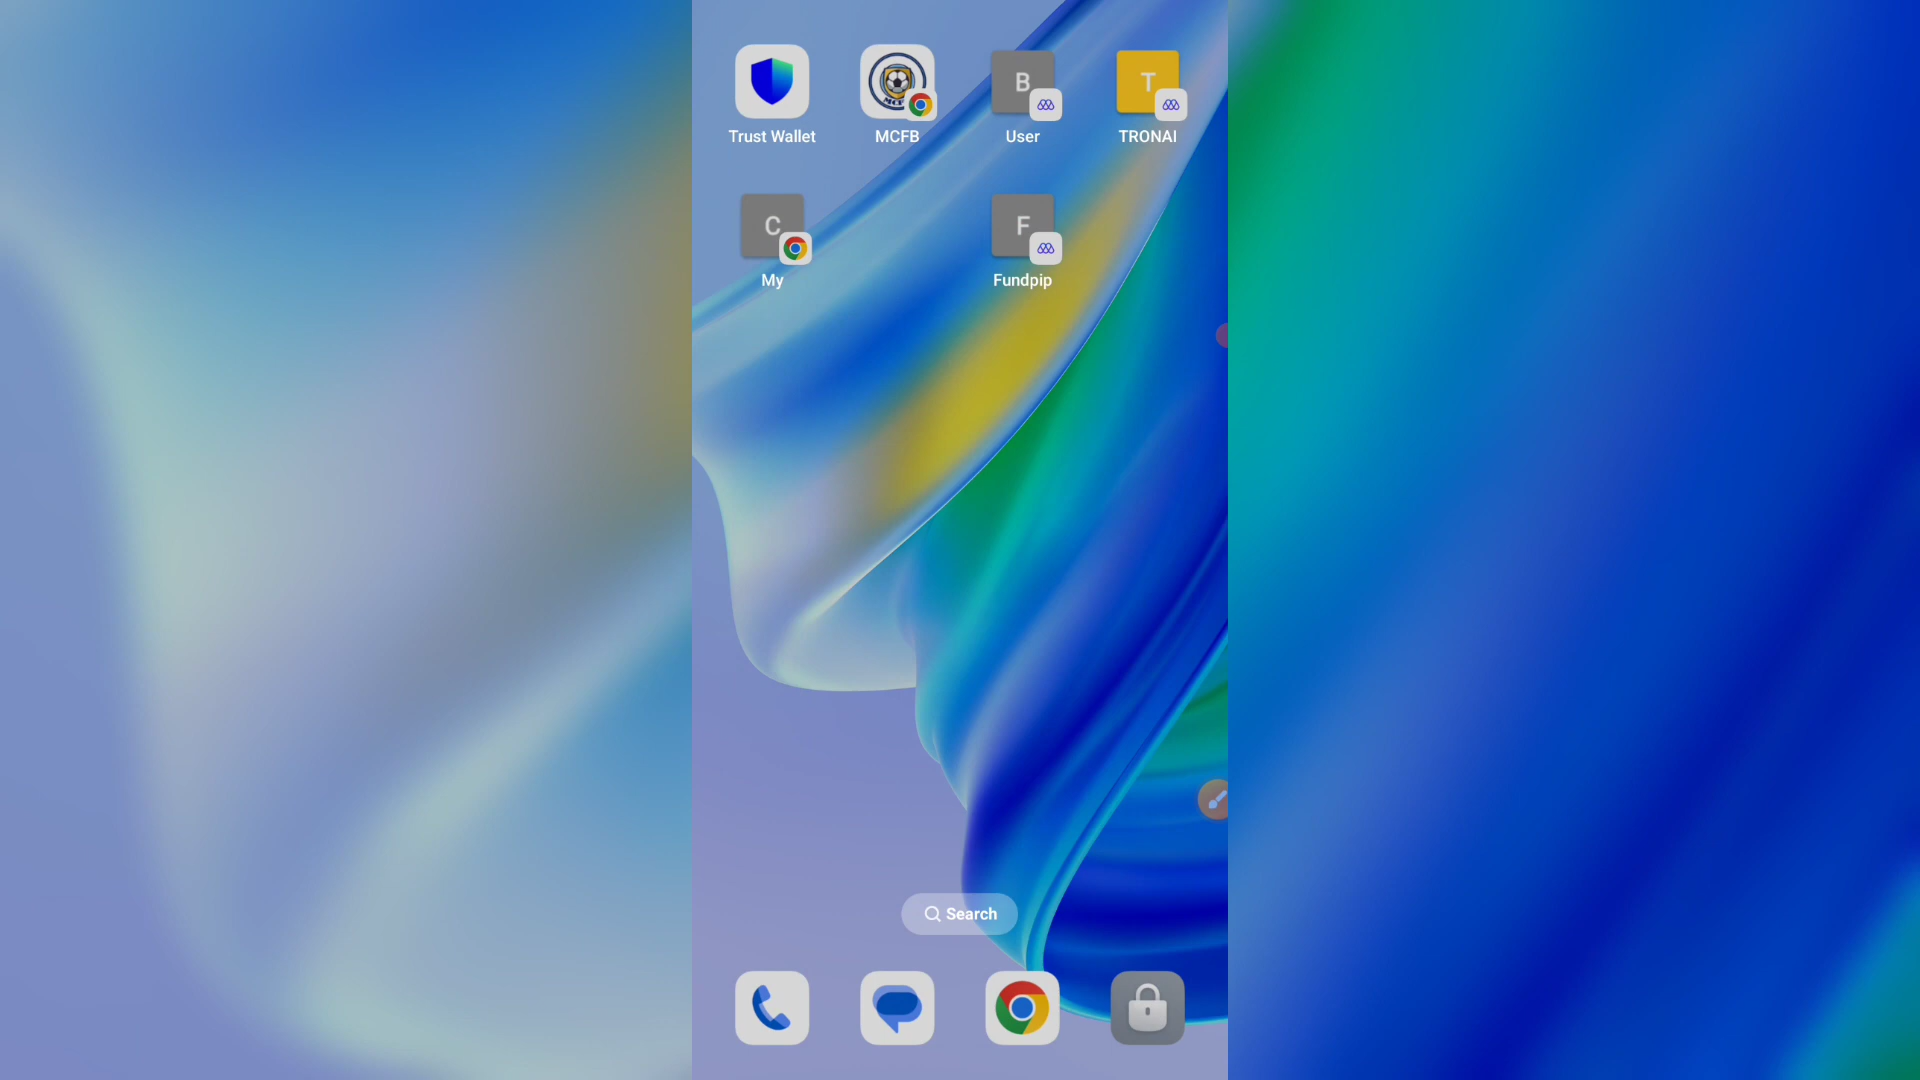 B
T
Trust Wallet
MCFB
User
TRONAI
C
F
My
Fundpip
Search